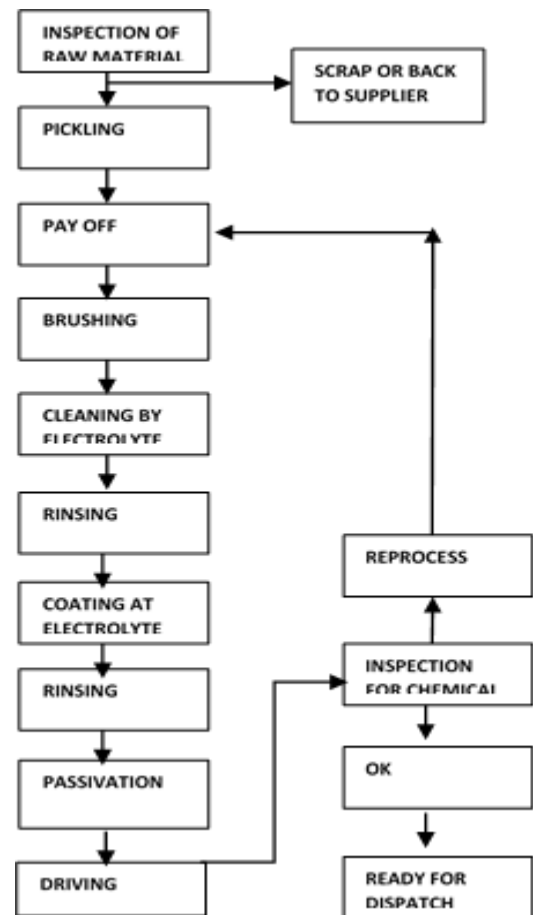 INSPECTION OF
RAW MATERIAL
SCRAP OR BACK
TO SUPPLIER
PICKLING
PAY OFF
BRUSHING
CLEANING BY
ELECTROLYTE
RINSING
COATING AT
ELECTROLYTE
RINSING
PASSIVATION
DRIVING
REPROCESS
INSPECTION
FOR CHEMICAL
OK
READY FOR
DISPATCH